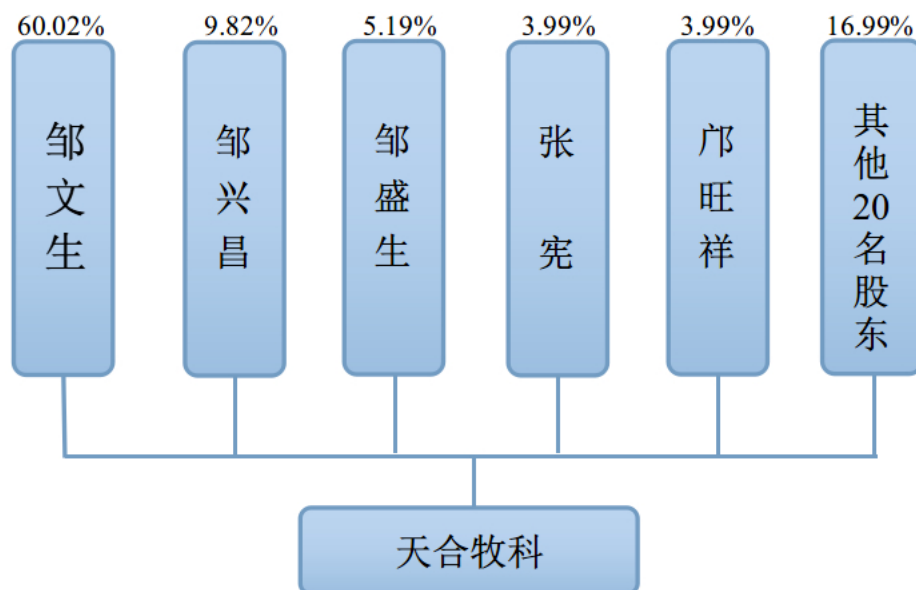 60.02%
9.82%
5.19%
3.99%
3.99%
16.99%
邹文生
邹兴昌
邹盛生
张宪
邝旺祥
其他20名股东
天合牧科